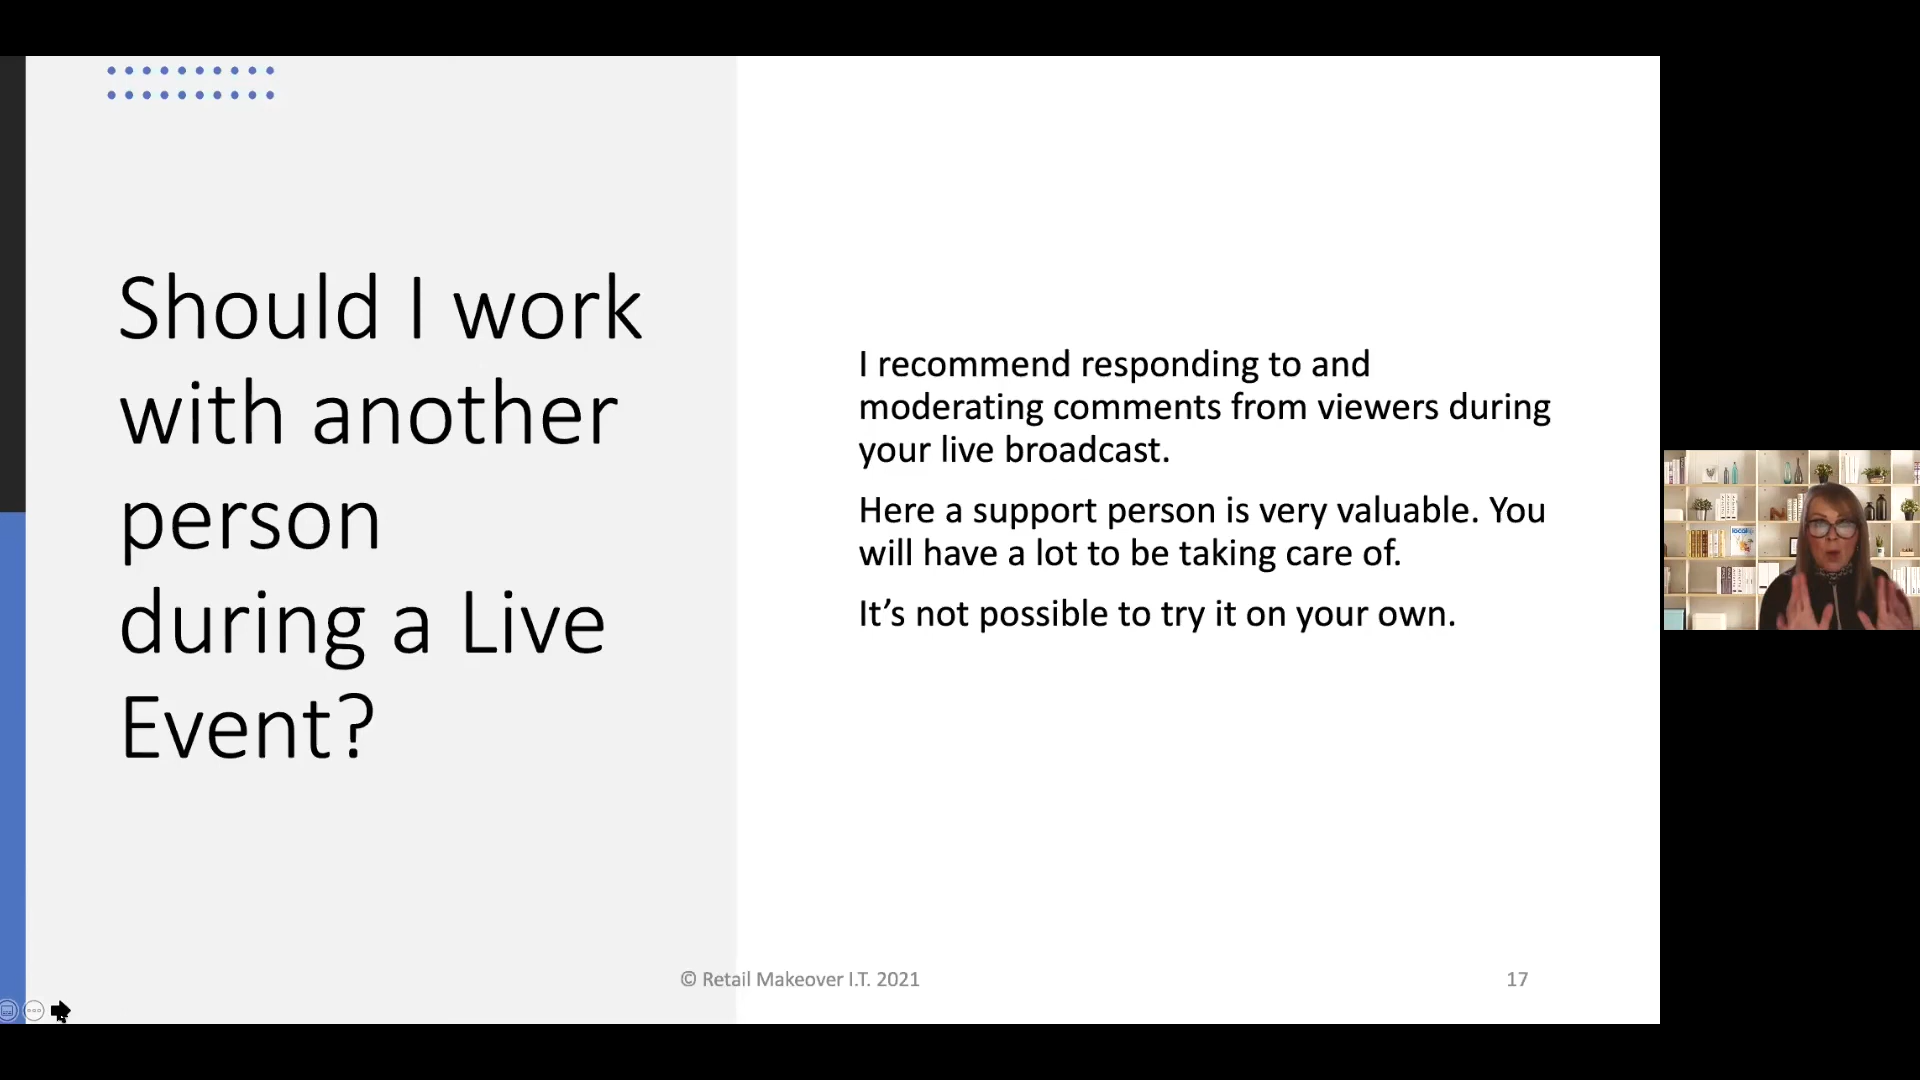 Should I work
with another
person
during a Live
Event?
I recommend responding to and
moderating comments from viewers during
your live broadcast.
Here a support person is very valuable. You
will have a lot to be taking care of.
It’s not possible to try it on your own.
© Retail Makeover I.T. 2021
17
local